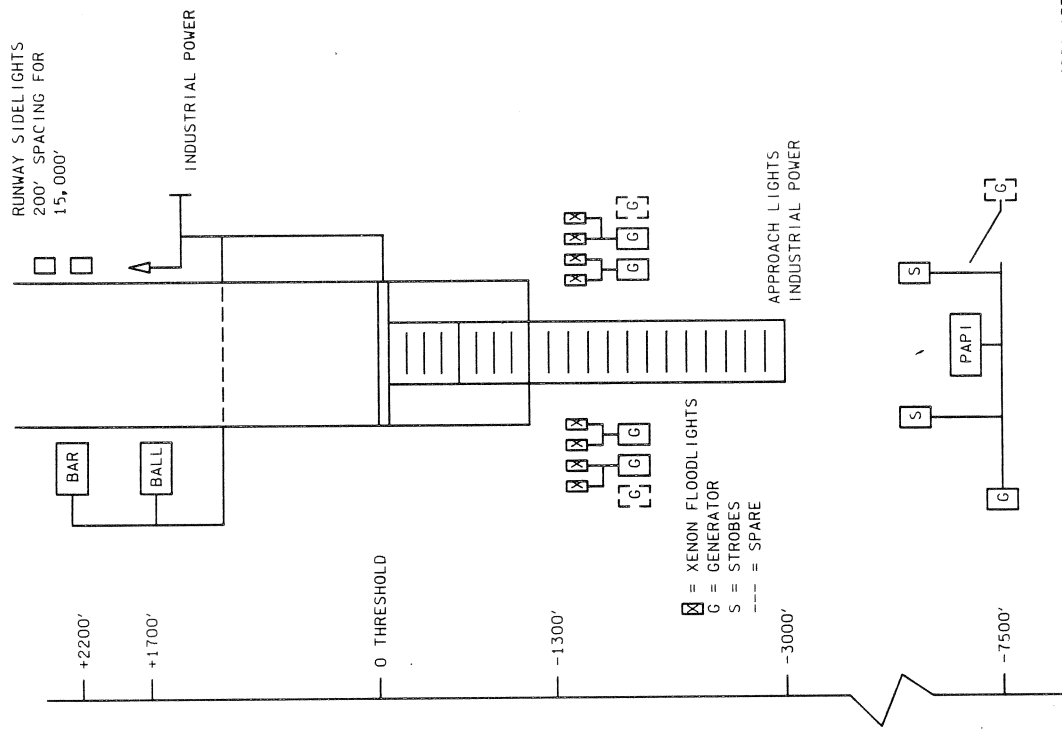 RUNWAY SIDELIGHTS
200' SPACING FOR
15,000'
INDUSTRIAL POWER
BAR
BALL
+2200'
+1700'
0 THRESHOLD
-1300'
-3000'
-7500'
X X X X
G G G
X X X X
G G G
APPROACH LIGHTS
INDUSTRIAL POWER
X = XENON FLOODLIGHTS
G = GENERATOR
S = STROBES
--- = SPARE
S
S
PAPI
G
G